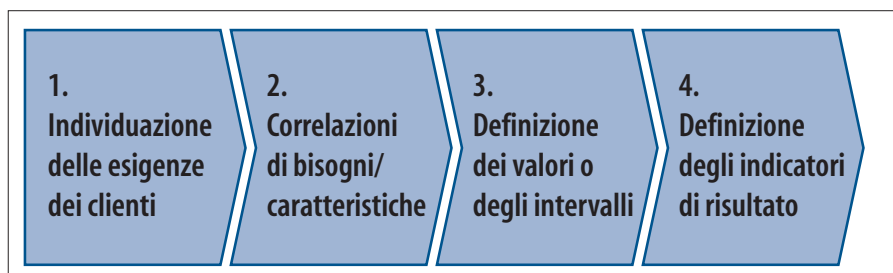 1.
Individuazione
delle esigenze
dei clienti
2.
Correlazioni
di bisogni/
caratteristiche
3.
Definizione
dei valori o
degli intervalli
4.
Definizione
degli indicatori
di risultato